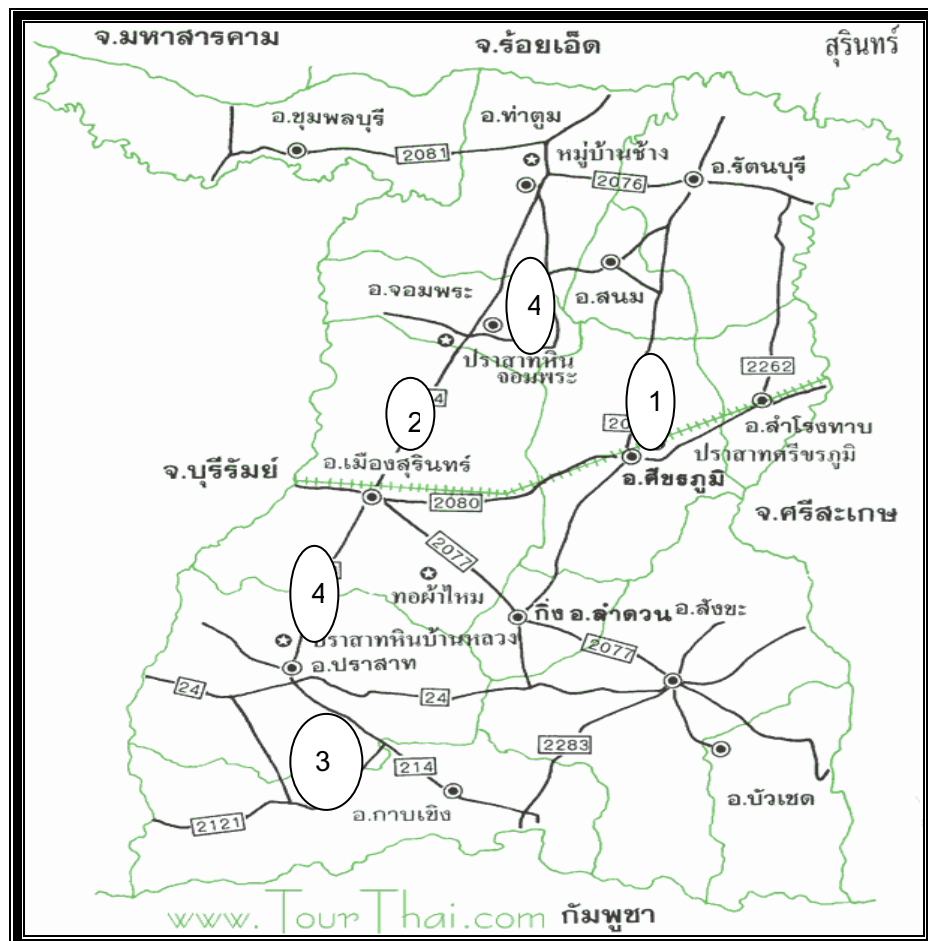 จ.มหาสารคาม
จ.ร้อยเอ็ด
สุรินทร์
อ.ชุมพลบุรี
อ.ท่าตูม
2081
หมู่บ้านช้าง
อ.รัตนบุรี
2076
อ.จอมพระ
4
อ.สนม
ปราสาทหิน
จอมพระ
2262
1
2
4
20
อ.สำโรงทาบ
ปราสาทศรีขรภูมิ
จ.บุรีรัมย์
อ.เมืองสุรินทร์
อ.ศีขรภูมิ
2080
จ.ศรีสะเกษ
2077
4
ทอผ้าไหม
กิ่ง อ.ลำดวน
อ.สังขะ
ปราสาทหินบ้านหลวง
2077
อ.ปราสาท
24
24
2283
3
214
อ.กาบเชิง
อ.บัวเชด
2121
www.TourThai.com
กัมพูชา